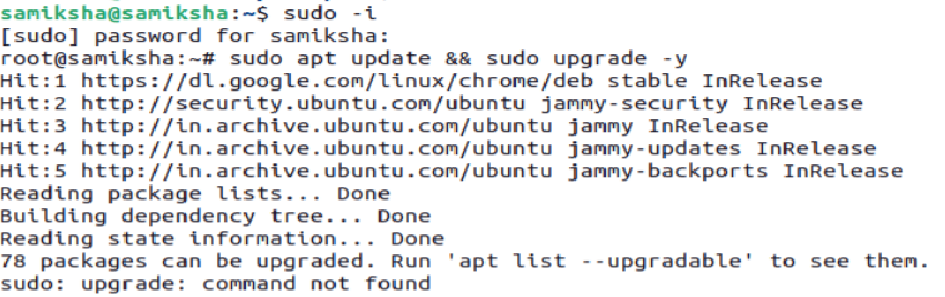 samiksha@samiksha:~$ sudo -i
[sudo] password for samiksha:
root@samiksha:~# sudo apt update && sudo upgrade -y
Hit:1 https://dl.google.com/linux/chrome/deb stable InRelease
Hit:2 http://security.ubuntu.com/ubuntu jammy-security InRelease
Hit:3 http://in.archive.ubuntu.com/ubuntu jammy InRelease
Hit:4 http://in.archive.ubuntu.com/ubuntu jammy-updates InRelease
Hit:5 http://in.archive.ubuntu.com/ubuntu jammy-backports InRelease
Reading package lists... Done
Building dependency tree... Done
Reading state information... Done
78 packages can be upgraded. Run 'apt list --upgradable' to see them.
sudo: upgrade: command not found